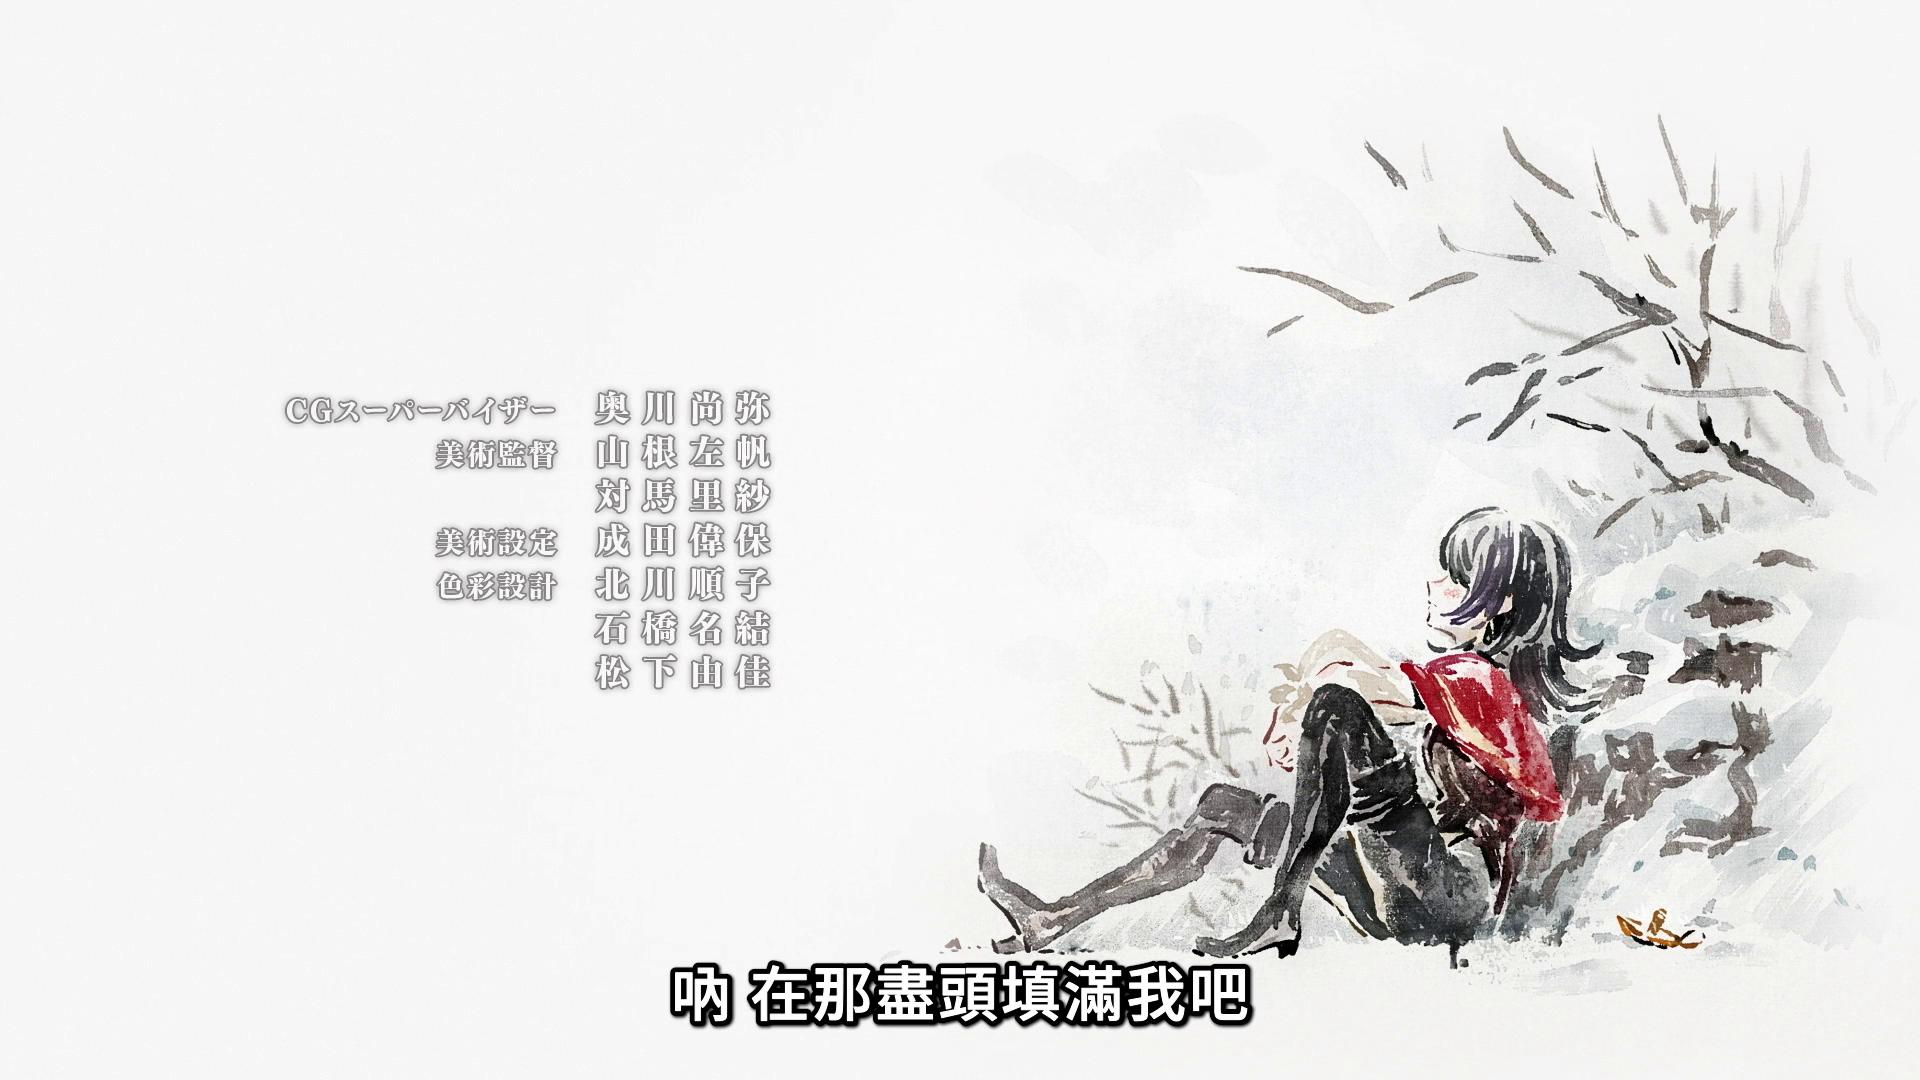 CGスーパーバイザー 奥川尚弥
美術監督 山根左帆
対馬里紗
美術設定 成田偉保
色彩設計 北川順子
石橋名結
松下由佳
吶 在那盡頭填滿我吧